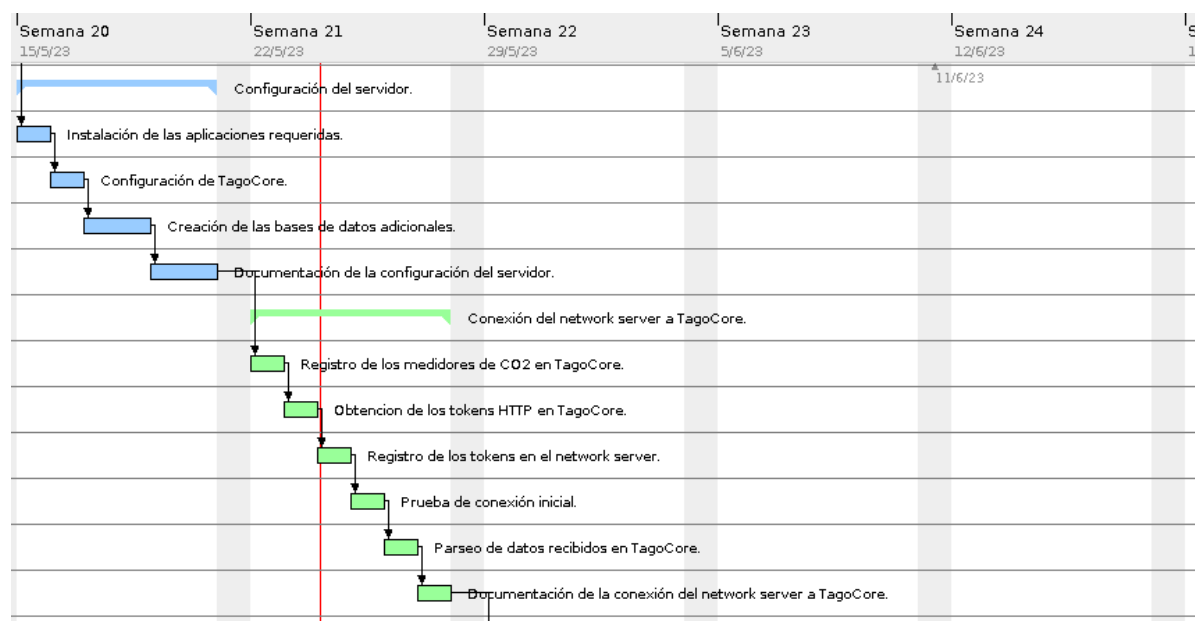 Semana 20
Semana 21
Semana 22
Semana 23
Semana 24
S
15/5/23
22/5/23
29/5/23
5/6/23
12/6/23
1
11/6/23
Configuración del servidor.
Instalación de las aplicaciones requeridas.
Configuración de TagoCore.
Creación de las bases de datos adicionales.
Documentación de la configuración del servidor.
Conexión del network server a TagoCore.
Registro de los medidores de CO2 en TagoCore.
Obtencion de los tokens HTTP en TagoCore.
Registro de los tokens en el network server.
Prueba de conexión inicial.
Parseo de datos recibidos en TagoCore.
Documentación de la conexión del network server a TagoCore.